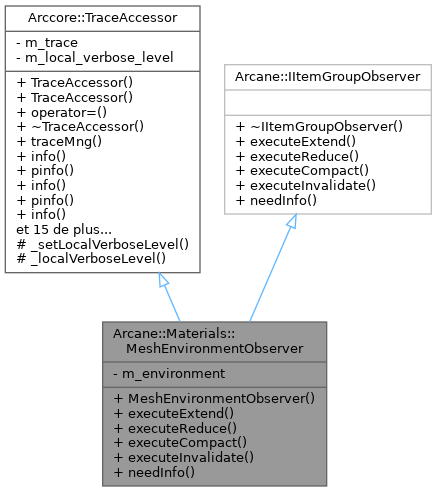 Arccore::TraceAccessor
- m_trace
- m_local_verbose_level
+ TraceAccessor()
+ TraceAccessor()
+ operator=()
+ ~TraceAccessor()
+ traceMng()
+ info()
+ pinfo()
+ info()
+ pinfo()
+ info()
et 15 de plus...
# _setLocalVerboseLevel()
# _localVerboseLevel()
Arcane::IItemGroupObserver
+ ~IItemGroupObserver()
+ executeExtend()
+ executeReduce()
+ executeCompact()
+ executeInvalidate()
+ needInfo()
Arcane::Materials::
MeshEnvironmentObserver
- m_environment
+ MeshEnvironmentObserver()
+ executeExtend()
+ executeReduce()
+ executeCompact()
+ executeInvalidate()
+ needInfo()